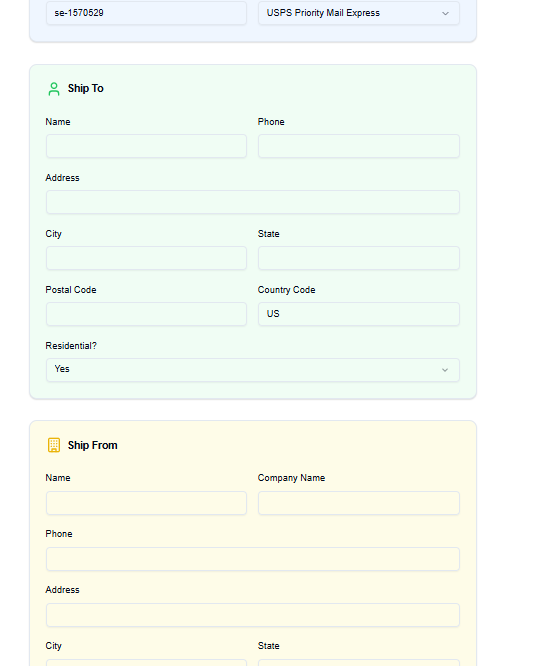 se-1570529 USPS Priority Mail Express
Ship To
Name Phone
Address
City State
Postal Code Country Code
US
Residential?
Yes
Ship From
Name Company Name
Phone
Address
City State